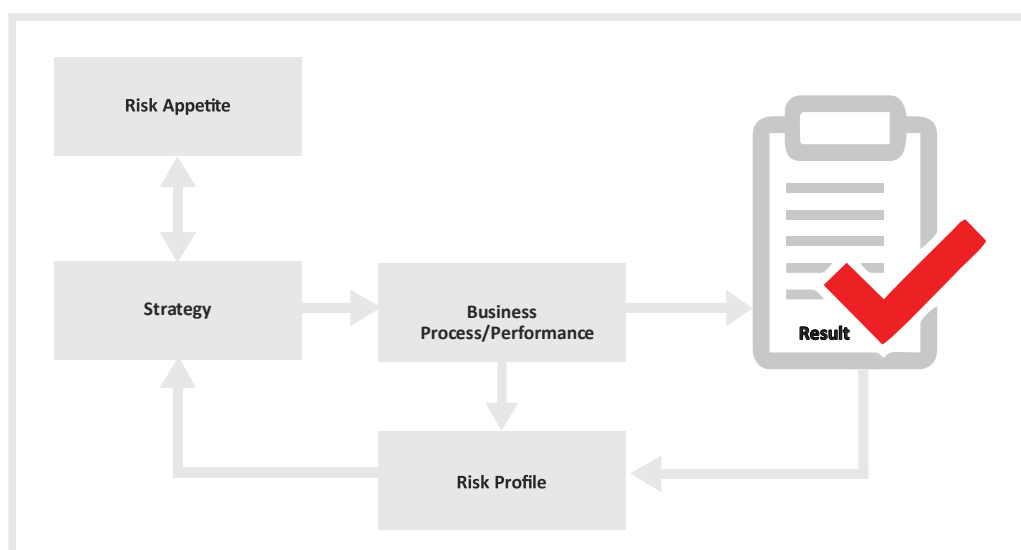 Risk Appetite
Strategy
Business
Process/Performance
Result
Risk Profile